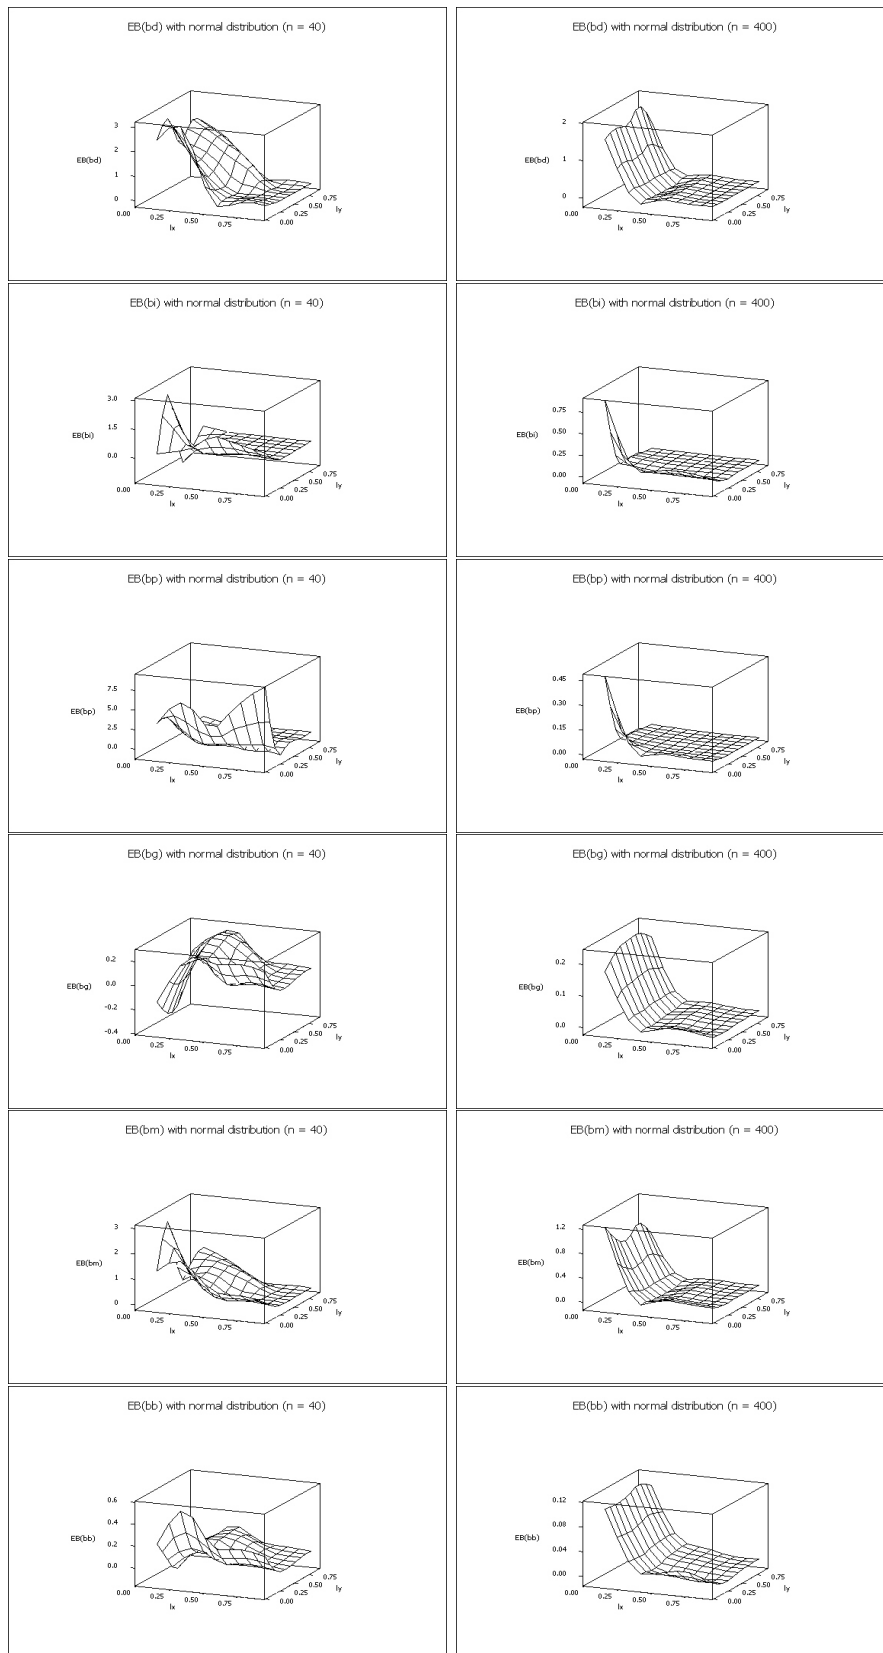 EB(bd) with normal distribution (n = 40)
3
2
EB(bd)
1
0
0.00
0.25
0.50
0.75
lx
0.00
0.25
0.50
0.75
ly
EB(bd) with normal distribution (n = 400)
2
EB(bd)
1
0
0.00
0.25
0.50
0.75
lx
0.00
0.25
0.50
0.75
ly
EB(bi) with normal distribution (n = 40)
3.0
1.5
EB(bi)
0.0
0.00
0.25
0.50
0.75
lx
0.00
0.25
0.50
0.75
ly
EB(bi) with normal distribution (n = 400)
0.75
0.50
EB(bi)
0.25
0.00
0.00
0.25
0.50
0.75
lx
0.00
0.25
0.50
0.75
ly
EB(bp) with normal distribution (n = 40)
7.5
5.0
EB(bp)
2.5
0.0
0.00
0.25
0.50
0.75
lx
0.00
0.25
0.50
0.75
ly
EB(bp) with normal distribution (n = 400)
0.45
0.30
EB(bp)
0.15
0.00
0.00
0.25
0.50
0.75
lx
0.00
0.25
0.50
0.75
ly
EB(bg) with normal distribution (n = 40)
0.2
0.0
EB(bg)
-0.2
-0.4
0.00
0.25
0.50
0.75
lx
0.00
0.25
0.50
0.75
ly
EB(bg) with normal distribution (n = 400)
0.2
EB(bg)
0.1
0.0
0.00
0.25
0.50
0.75
lx
0.00
0.25
0.50
0.75
ly
EB(bm) with normal distribution (n = 40)
3
2
EB(bm)
1
0
0.00
0.25
0.50
0.75
lx
0.00
0.25
0.50
0.75
ly
EB(bm) with normal distribution (n = 400)
1.2
0.8
EB(bm)
0.4
0.0
0.00
0.25
0.50
0.75
lx
0.00
0.25
0.50
0.75
ly
EB(bb) with normal distribution (n = 40)
0.6
0.4
EB(bb)
0.2
0.0
0.00
0.25
0.50
0.75
lx
0.00
0.25
0.50
0.75
ly
EB(bb) with normal distribution (n = 400)
0.12
0.08
EB(bb)
0.04
0.00
0.00
0.25
0.50
0.75
lx
0.00
0.25
0.50
0.75
ly